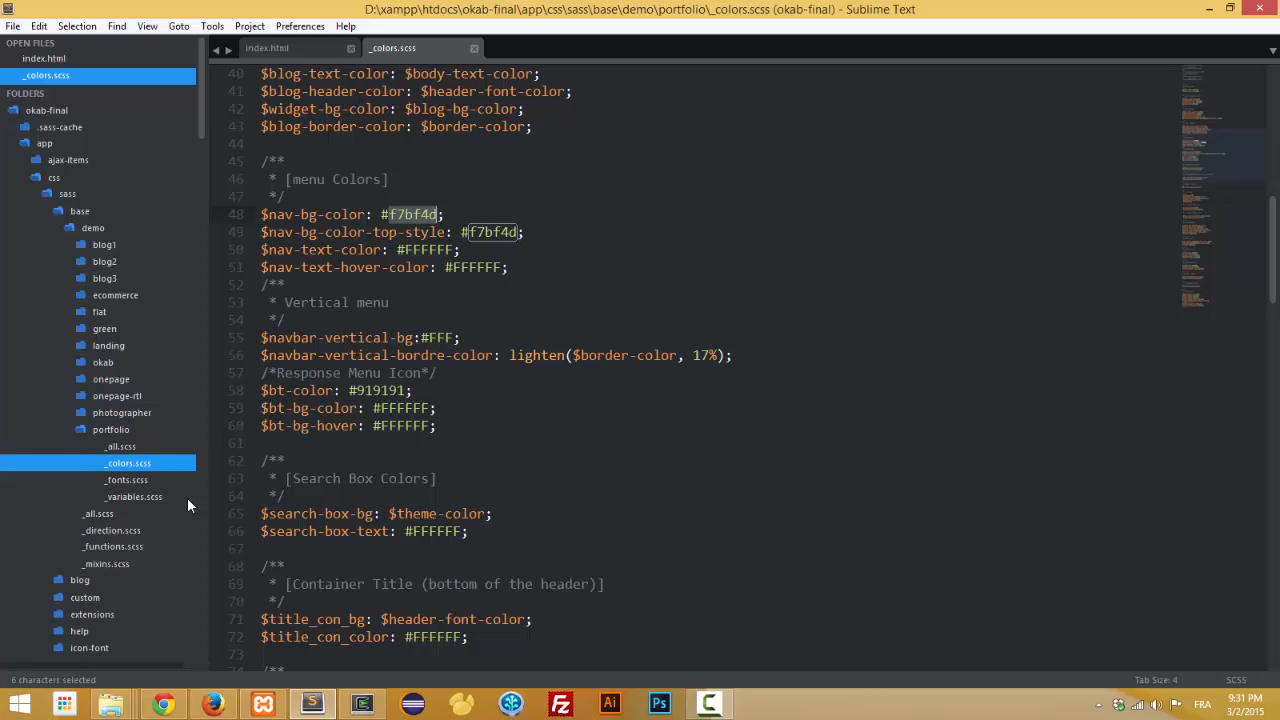 D:\xampp\htdocs\okab-final\app\css\sass\base\demo\portfolio\_colors.scss (okab-final) - Sublime Text
File Edit Selection Find View Goto Tools Project Preferences Help
OPEN FILES
index.html
_colors.scss
FOLDERS
okab-final
.sass-cache
app
ajax-items
css
sass
base
demo
blog1
blog2
blog3
ecommerce
flat
green
landing
okab
onepage
onepage-rtl
photographer
portfolio
_all.scss
_colors.scss
_fonts.scss
_variables.scss
_all.scss
_direction.scss
_functions.scss
_mixins.scss
blog
custom
extensions
help
icon-font
index.html _colors.scss
40 $blog-text-color: $body-text-color;
41 $blog-header-color: $header-font-color;
42 $widget-bg-color: $blog-bg-color;
43 $blog-border-color: $border-color;
44
45 /**
46 * [menu Colors]
47 */
48 $nav-bg-color: #f7bf4d;
49 $nav-bg-color-top-style: #f7bf4d;
50 $nav-text-color: #FFFFFF;
51 $nav-text-hover-color: #FFFFFF;
52 /**
53 * Vertical menu
54 */
55 $navbar-vertical-bg:#FFF;
56 $navbar-vertical-bordre-color: lighten($border-color, 17%);
57 /*Response Menu Icon*/
58 $bt-color: #919191;
59 $bt-bg-color: #FFFFFF;
60 $bt-bg-hover: #FFFFFF;
61
62 /**
63 * [Search Box Colors]
64 */
65 $search-box-bg: $theme-color;
66 $search-box-text: #FFFFFF;
67
68 /**
69 * [Container Title (bottom of the header)]
70 */
71 $title_con_bg: $header-font-color;
72 $title_con_color: #FFFFFF;
73
74 /**
6 characters selected Tab Size: 4 SCSS
Fz Ai Ps FRA 9:31 PM
3/2/2015